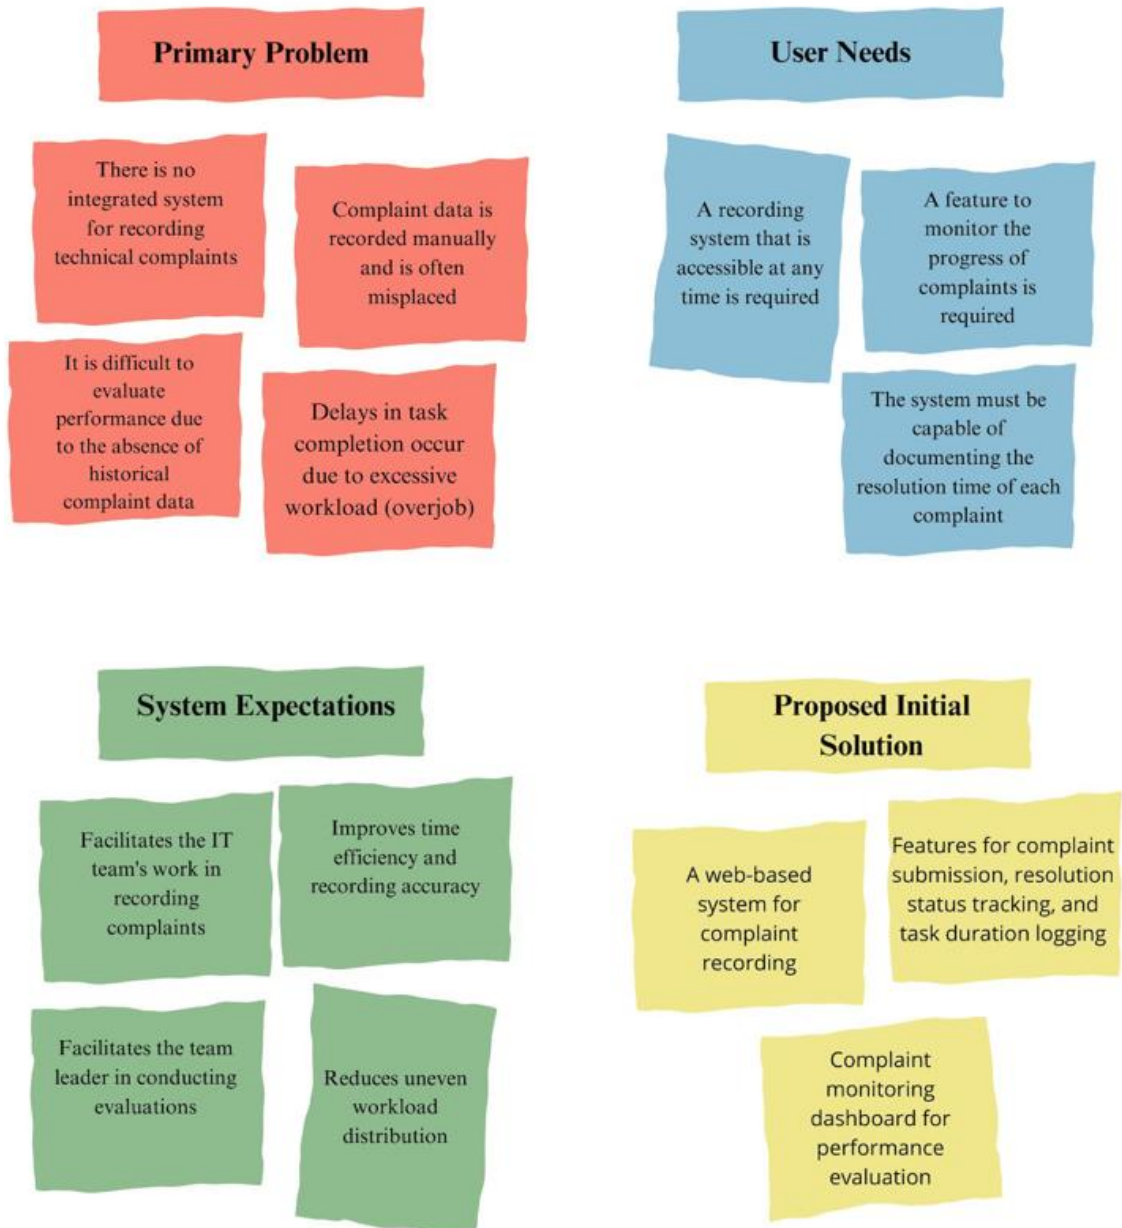 Primary Problem
There is no
integrated system
for recording
technical complaints
Complaint data is
recorded manually
and is often
misplaced
It is difficult to
evaluate
performance due
to the absence of
historical
complaint data
Delays in task
completion occur
due to excessive
workload (overjob)
User Needs
A recording
system that is
accessible at any
time is required
A feature to
monitor the
progress of
complaints is
required
The system must be
capable of
documenting the
resolution time of each
complaint
System Expectations
Facilitates the IT
team's work in
recording
complaints
Improves time
efficiency and
recording accuracy
Facilitates the team
leader in conducting
evaluations
Reduces uneven
workload
distribution
Proposed Initial
Solution
A web-based
system for
complaint
recording
Features for complaint
submission, resolution
status tracking, and
task duration logging
Complaint
monitoring
dashboard for
performance
evaluation